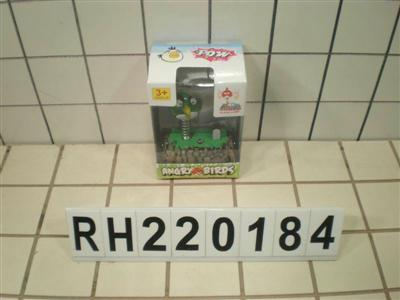 POW
3+
ANGRY BIRDS
RH220184